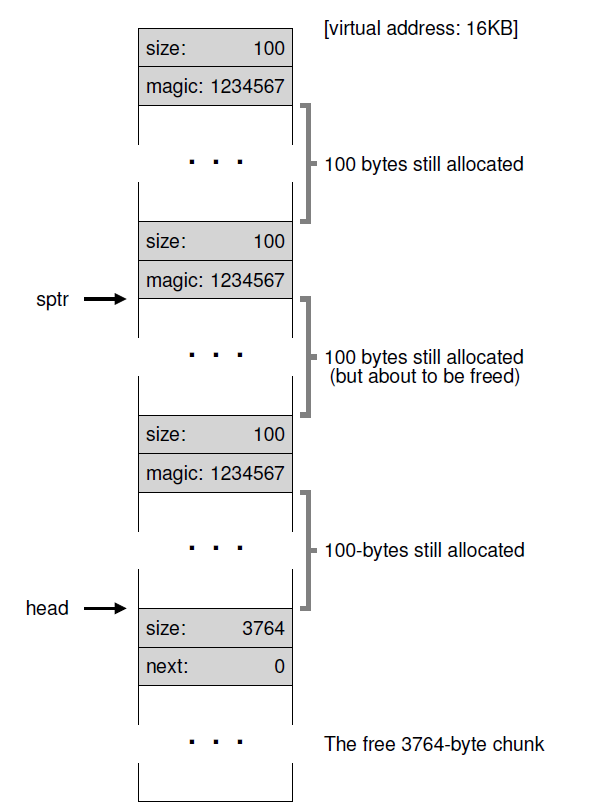 [virtual address: 16KB]
size: 100
magic: 1234567
. . .
100 bytes still allocated
size: 100
magic: 1234567
sptr
. . .
100 bytes still allocated
(but about to be freed)
size: 100
magic: 1234567
. . .
100-bytes still allocated
head
size: 3764
next: 0
. . .
The free 3764-byte chunk